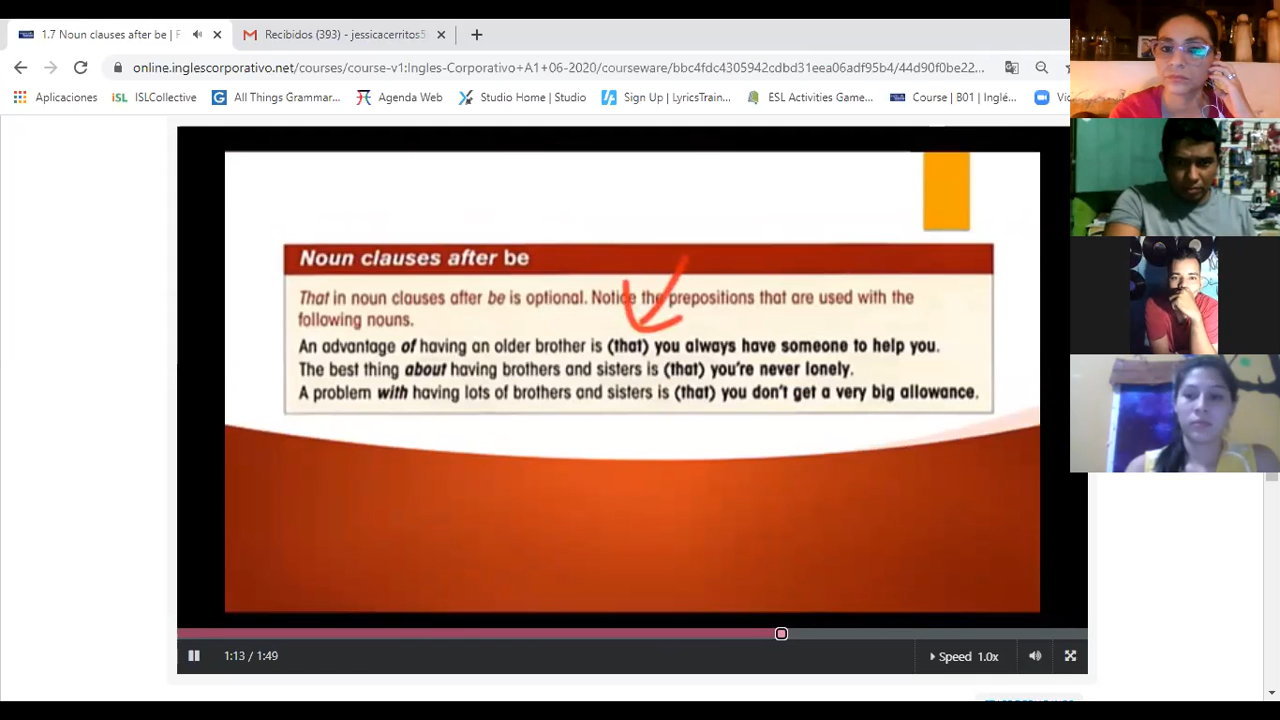 1.7 Noun clauses after be | F
Recibidos (393) - jessicacerritos5
online.inglescorporativo.net/courses/course-v1:Ingles-Corporativo+A1+06-2020/courseware/bbc4fdc4305942cdbd31eea06adf95b4/44d90f0be22...
Aplicaciones iSL ISLCollective All Things Grammar... Agenda Web Studio Home | Studio Sign Up | LyricsTrain... ESL Activities Game... Course | B01 | Inglé...
Noun clauses after be
That in noun clauses after be is optional. Notice the prepositions that are used with the
following nouns.
An advantage of having an older brother is (that) you always have someone to help you.
The best thing about having brothers and sisters is (that) you're never lonely.
A problem with having lots of brothers and sisters is (that) you don't get a very big allowance.
1:13 / 1:49
Speed 1.0x